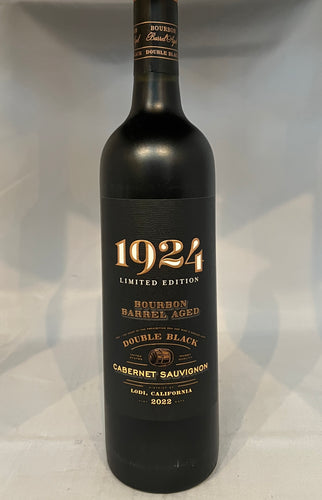 BOURBON
Barrel Aged
DOUBLE BLACK
1924
LIMITED EDITION
BOURBON
BARREL AGED
DOUBLE BLACK
CABERNET SAUVIGNON
LODI, CALIFORNIA
2022